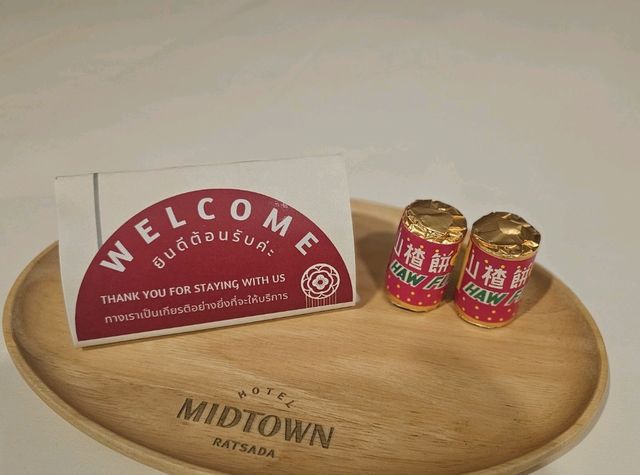 WELCOME
ยินดีต้อนรับค่ะ
THANK YOU FOR STAYING WITH US
ทางเราเป็นเกียรติอย่างยิ่งที่จะให้บริการ
山楂餅
HAW FL
山楂餅
HAW F
HOTEL
MIDTOWN
RATSADA